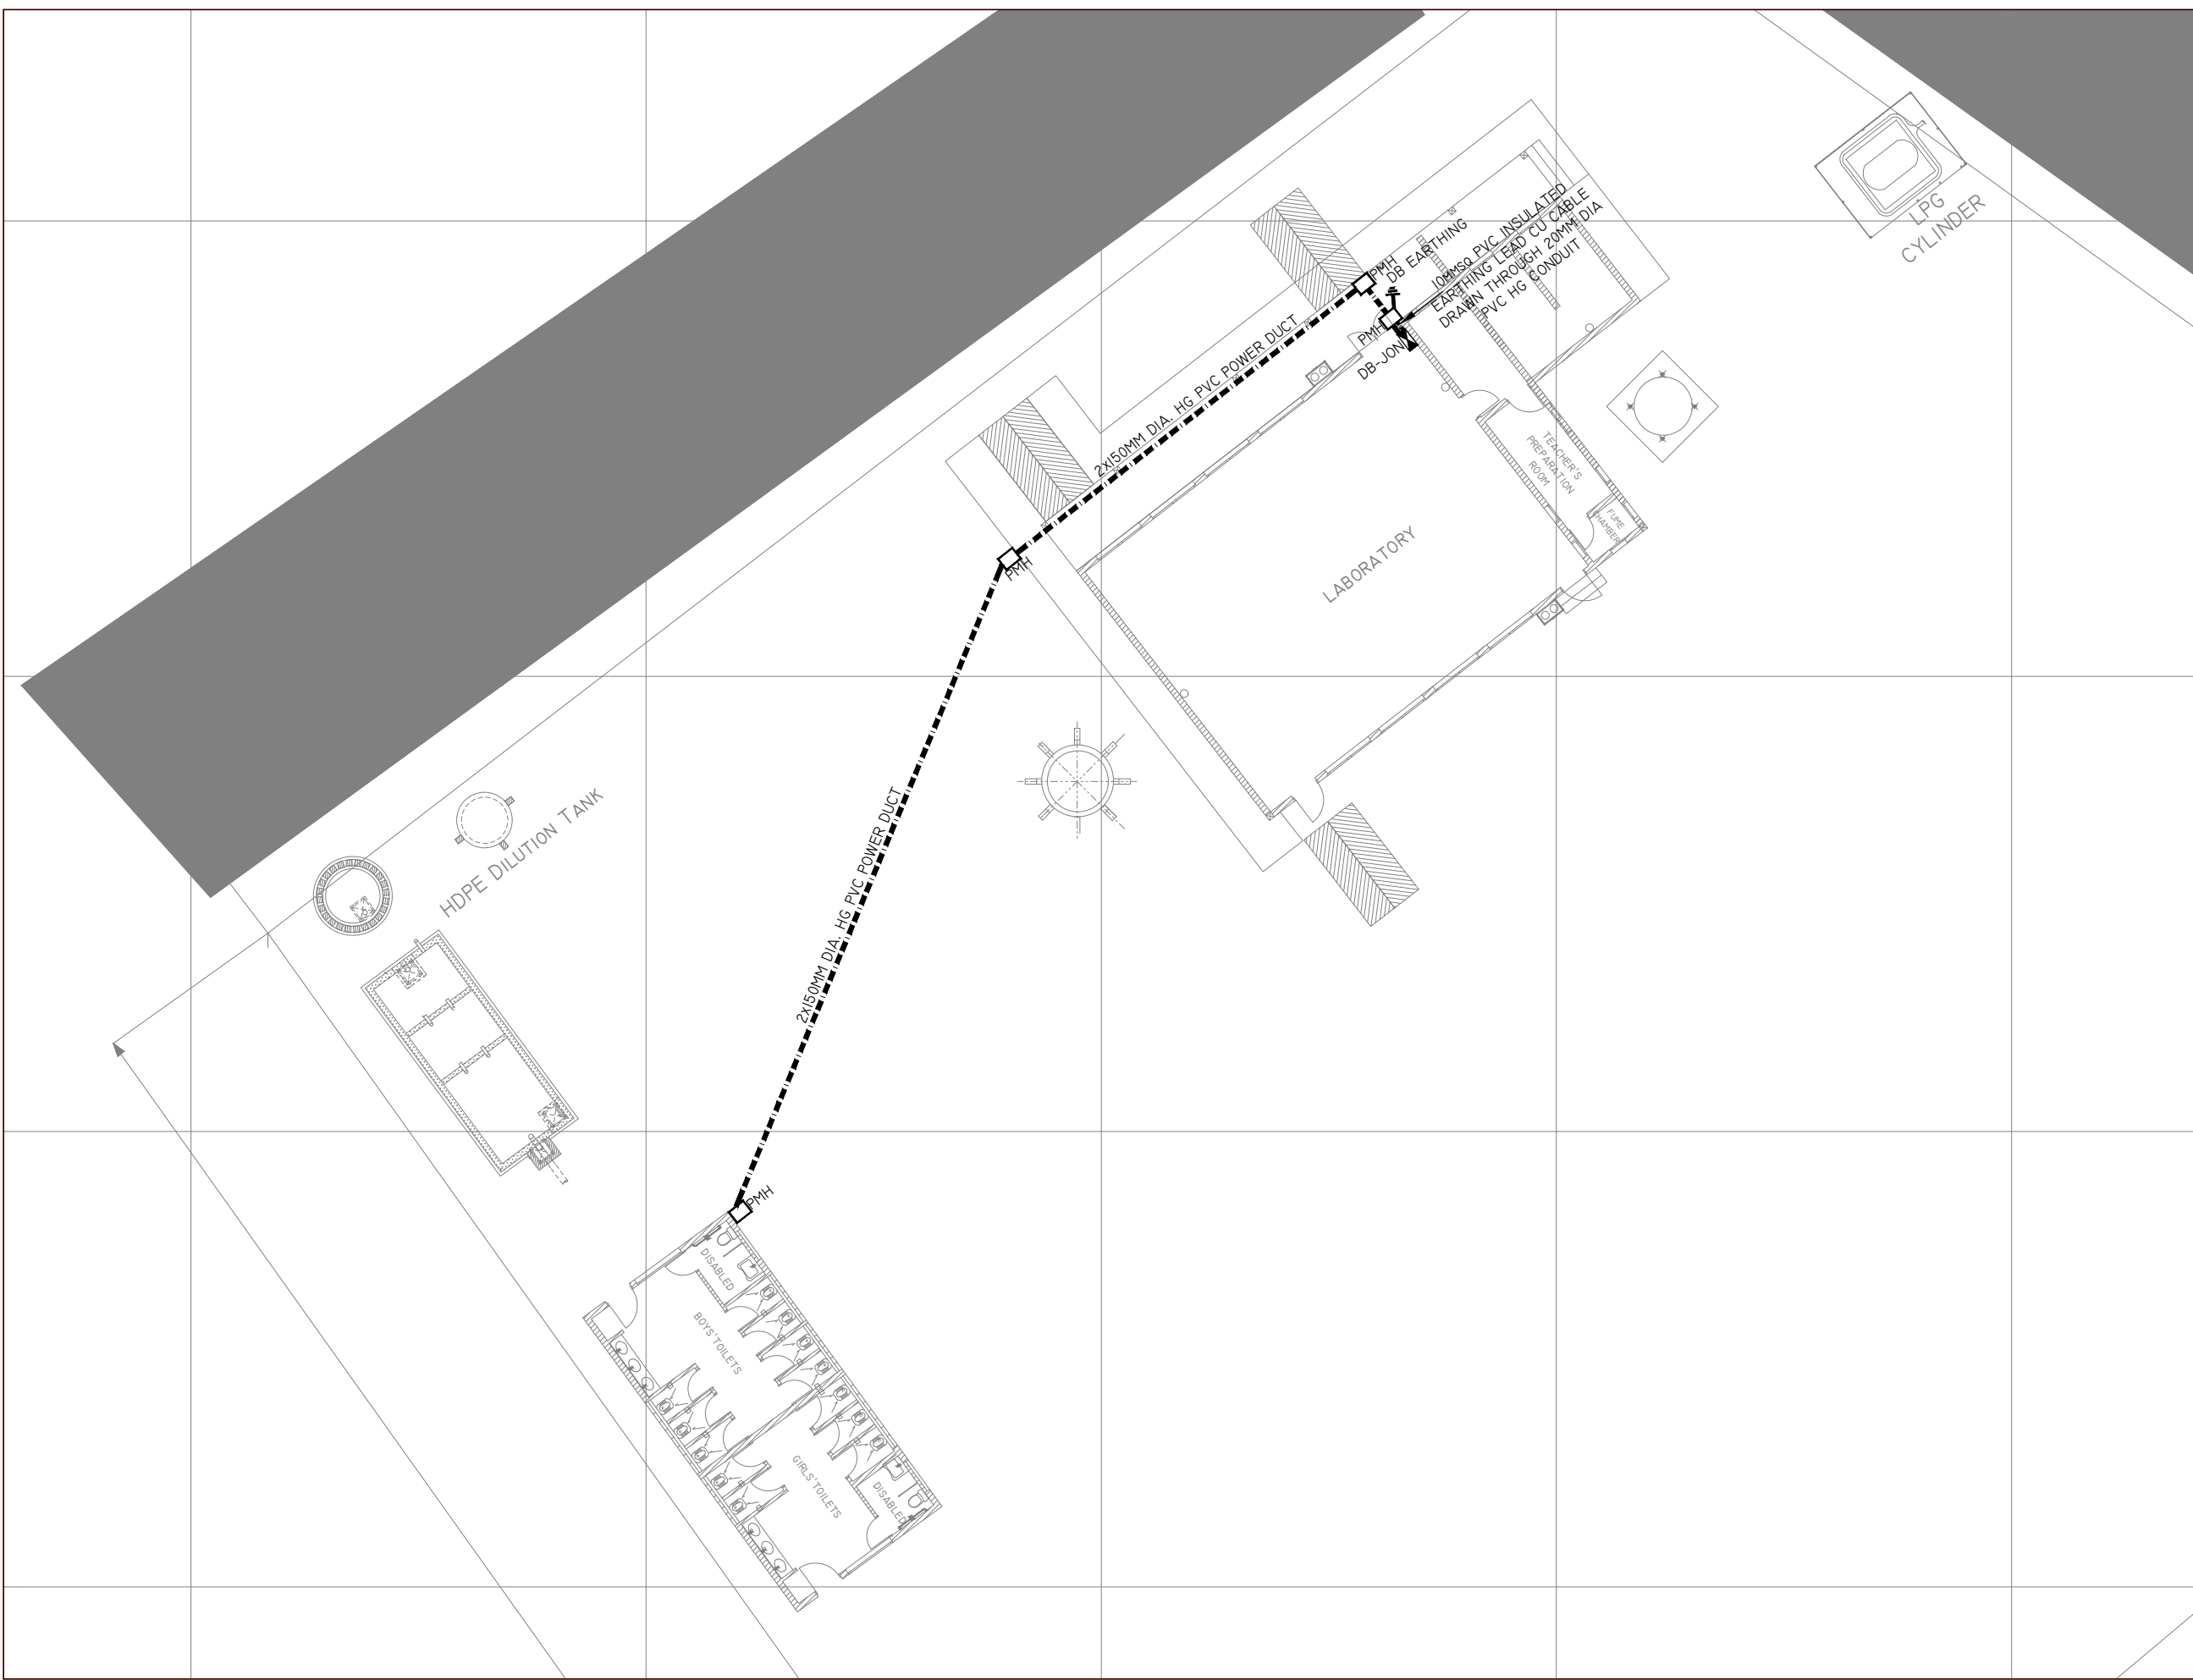 LPG
CYLINDER
PMH
DB EARTHING
10MMSQ PVC INSULATED
EARTHING LEAD CU CABLE
DRAWN THROUGH 20MM DIA
PVC HG CONDUIT
PMH
DB-JON
2X150MM DIA. HG PVC POWER DUCT
TEACHER'S
PREPARATION
ROOM
FUME
CHAMBER
LABORATORY
PMH
2X150MM DIA. HG PVC POWER DUCT
HDPE DILUTION TANK
PMH
DISABLED
BOYS'TOILETS
GIRLS'TOILETS
DISABLED